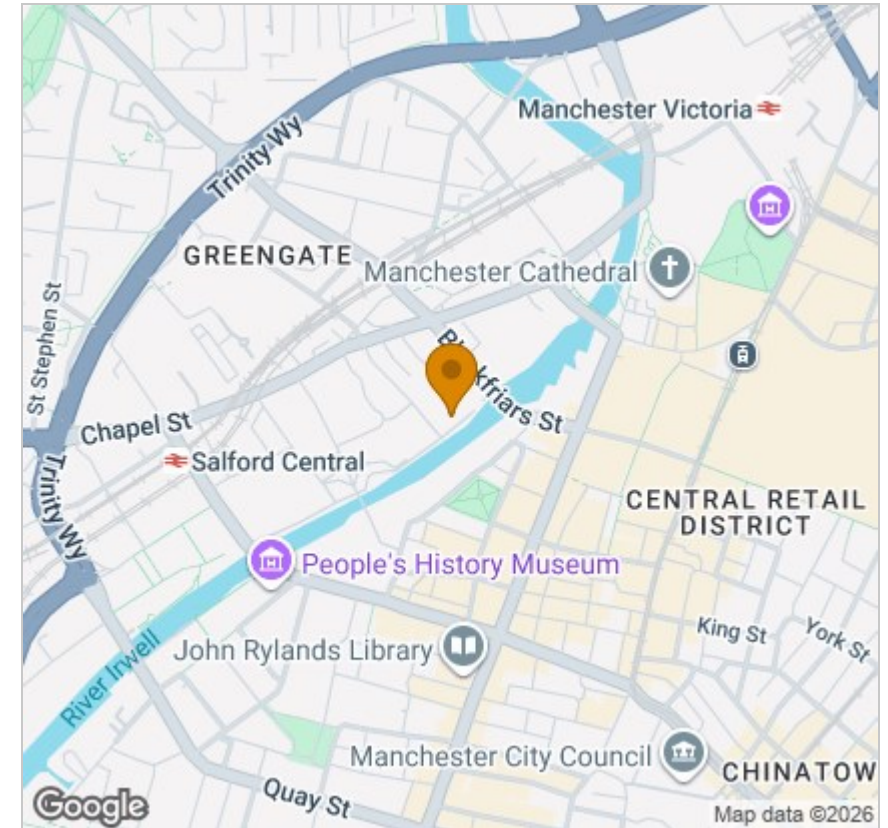 Manchester Victoria
Trinity Wy
GREENGATE
Manchester Cathedral
St Stephen St
Blackfriars St
Chapel St
Salford Central
Trinity Wy
CENTRAL RETAIL
DISTRICT
People's History Museum
King St
York St
John Rylands Library
River Irwell
Manchester City Council
CHINATOW
Quay St
Google
Map data ©2026